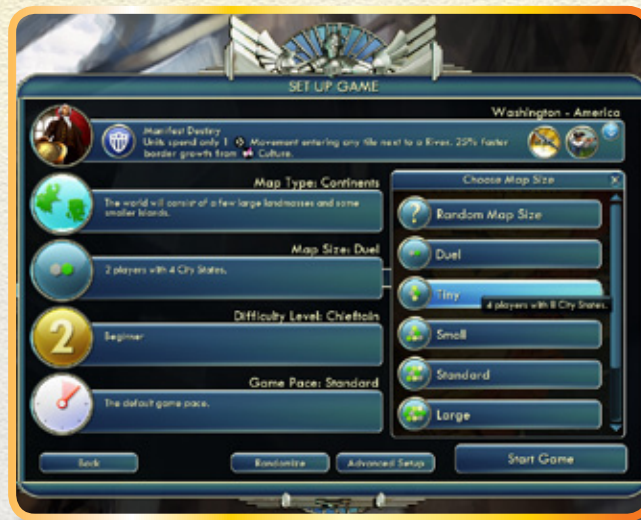 SET UP GAME
Washington - America
Manifest Destiny
Units spend only 1 Movement entering any tile next to a River. 25% faster
border growth from Culture.
Map Type: Continents
The world will consist of a few large landmasses and some
smaller islands.
Map Size: Duel
2 players with 4 City States.
Difficulty Level: Chieftain
2
Beginner
Game Pace: Standard
The default game pace.
Choose Map Size
X
?
Random Map Size
Duel
Tiny
4 players with 8 City States.
Small
Standard
Large
Back
Randomize
Advanced Setup
Start Game